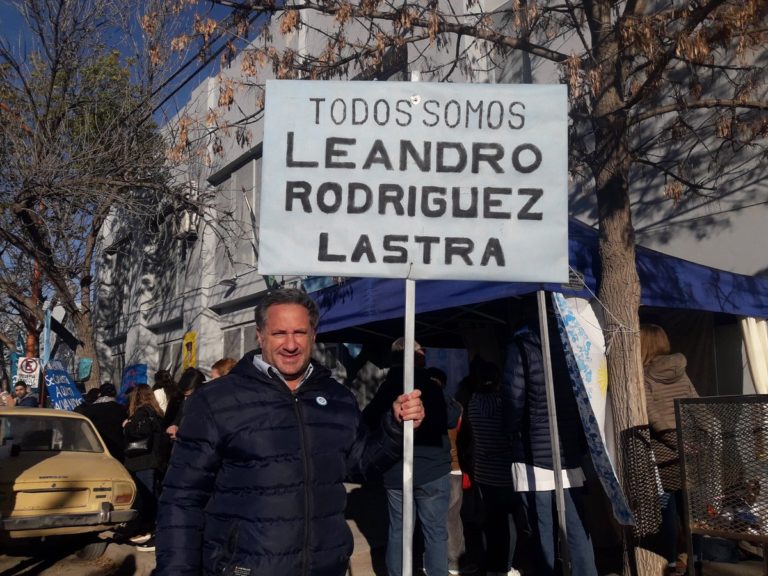 TODOS SOMOS
LEANDRO
RODRIGUEZ
LASTRA